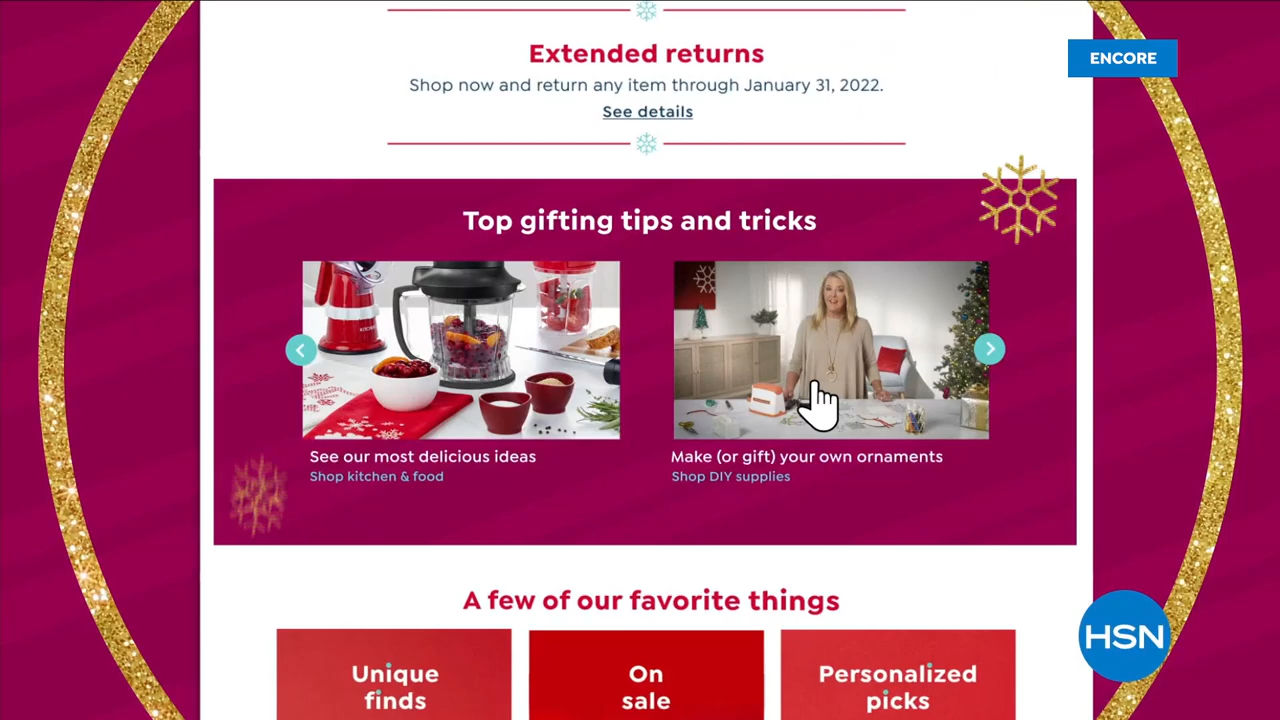 Extended returns
Shop now and return any item through January 31, 2022.
See details
ENCORE
Top gifting tips and tricks
See our most delicious ideas
Shop kitchen & food
Make (or gift) your own ornaments
Shop DIY supplies
A few of our favorite things
Unique
finds
On
sale
Personalized
picks
HSN